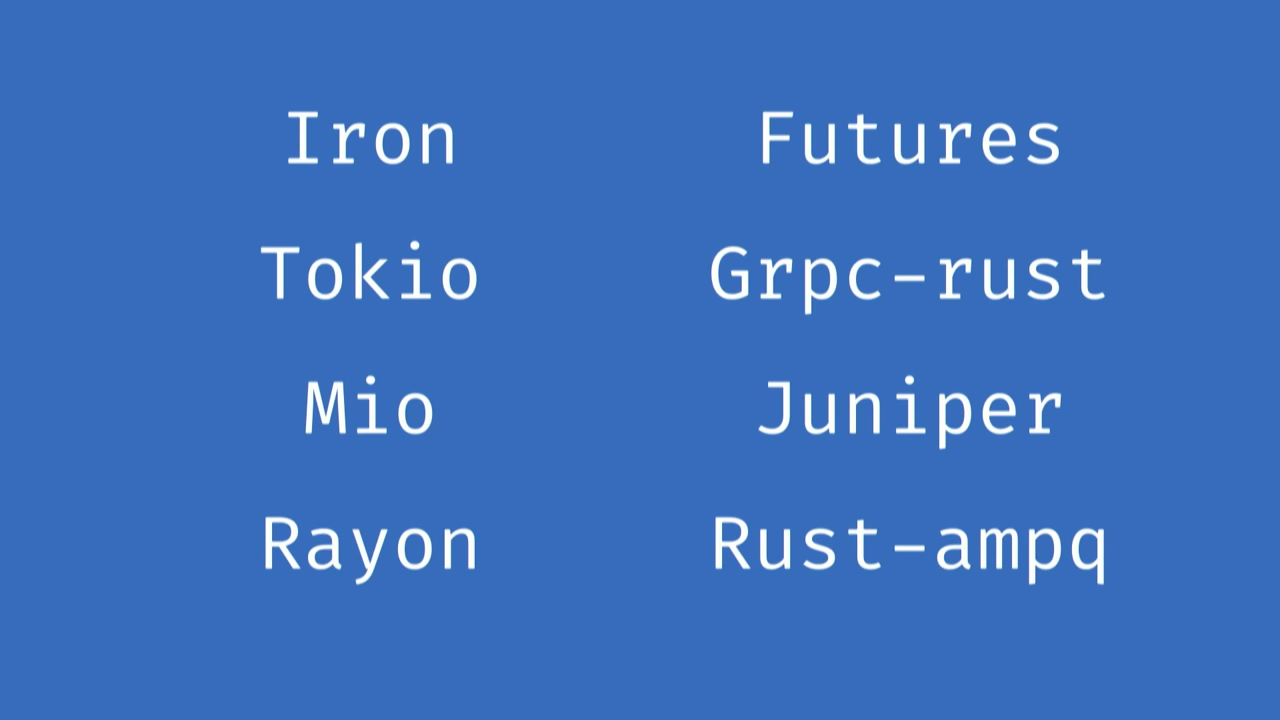 Iron
Tokio
Mio
Rayon
Futures
Grpc-rust
Juniper
Rust-ampq